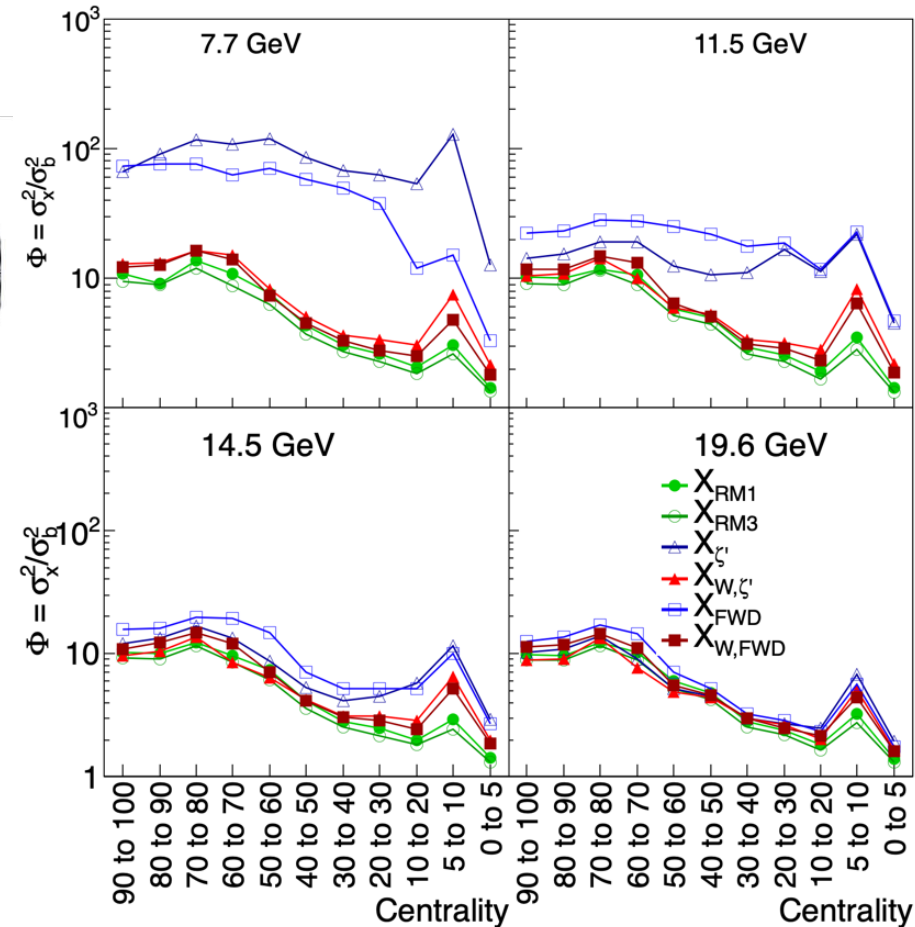 10³
7.7 GeV
11.5 GeV
10²
Φ = σₓ²/σ_b²
10
10³
14.5 GeV
19.6 GeV
X_RM1
X_RM3
10²
X_ζ'
X_W,ζ'
Φ = σₓ²/σ_b²
X_FWD
X_W,FWD
10
1
90 to 100
80 to 90
70 to 80
60 to 70
50 to 60
40 to 50
30 to 40
20 to 30
10 to 20
5 to 10
0 to 5
90 to 100
80 to 90
70 to 80
60 to 70
50 to 60
40 to 50
30 to 40
20 to 30
10 to 20
5 to 10
0 to 5
Centrality
Centrality